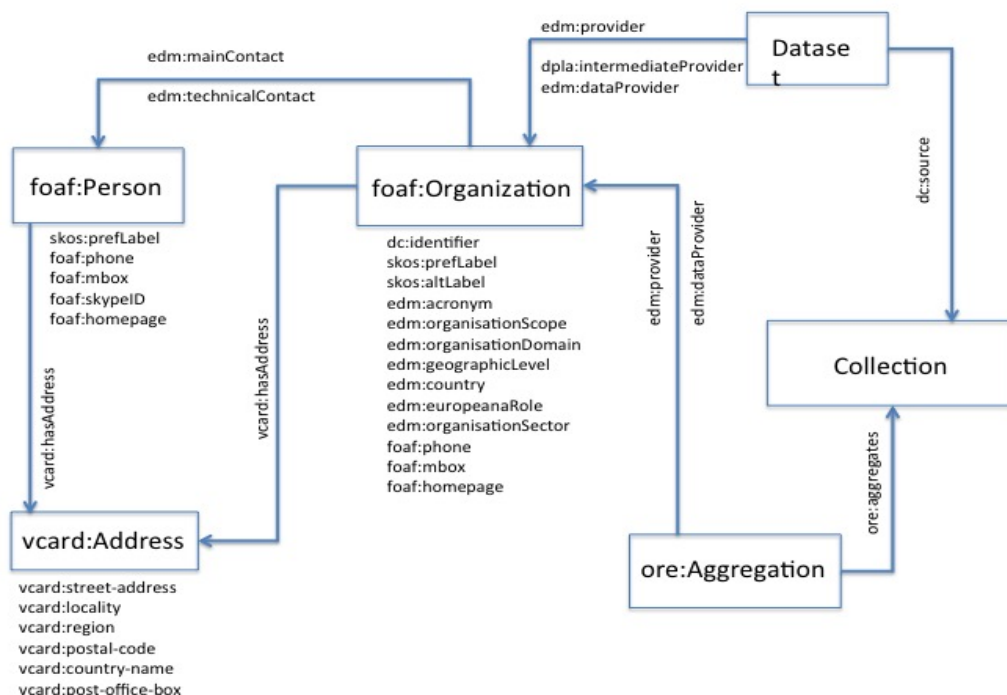 edm:provider
Datase
t
edm:mainContact
dpla:intermediateProvider
edm:technicalContact
edm:dataProvider
dc:source
foaf:Person
foaf:Organization
skos:prefLabel
foaf:phone
foaf:mbox
foaf:skypeID
foaf:homepage
dc:identifier
skos:prefLabel
skos:altLabel
edm:acronym
edm:organisationScope
edm:organisationDomain
edm:geographicLevel
edm:country
edm:europeanaRole
edm:organisationSector
foaf:phone
foaf:mbox
foaf:homepage
edm:provider
edm:dataProvider
Collection
vcard:hasAddress
vcard:hasAddress
ore:aggregates
vcard:Address
ore:Aggregation
vcard:street-address
vcard:locality
vcard:region
vcard:postal-code
vcard:country-name
vcard:post-office-box